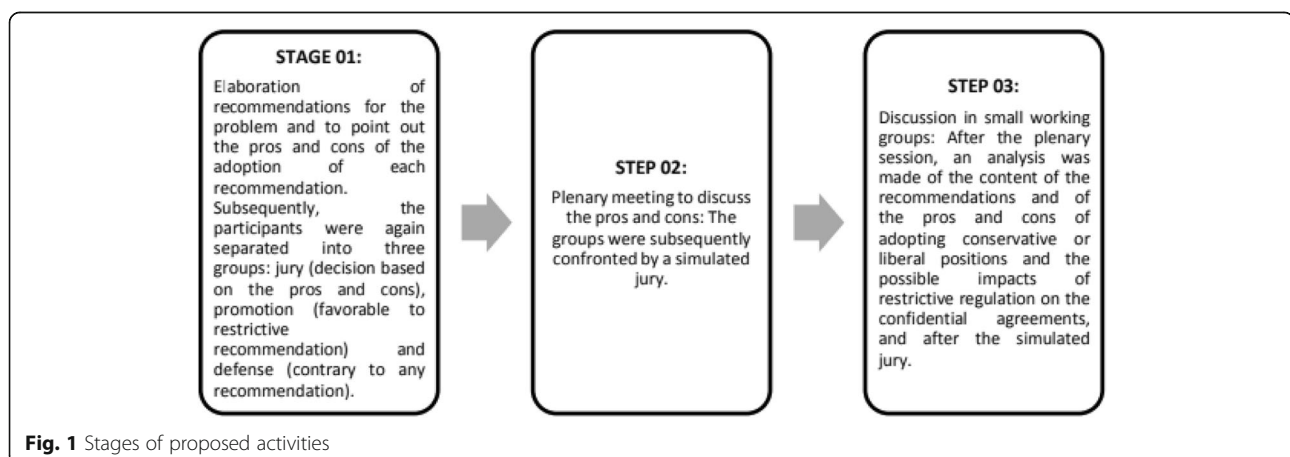 STAGE 01:
Elaboration of
recommendations for the
problem and to point out
the pros and cons of the
adoption of each
recommendation.
Subsequently, the
participants were again
separated into three
groups: jury (decision based
on the pros and cons),
promotion (favorable to
restrictive
recommendation) and
defense (contrary to any
recommendation).
STEP 02:
Plenary meeting to discuss
the pros and cons: The
groups were subsequently
confronted by a simulated
jury.
STEP 03:
Discussion in small working
groups: After the plenary
session, an analysis was
made of the content of the
recommendations and of
the pros and cons of
adopting conservative or
liberal positions and the
possible impacts of
restrictive regulation on the
confidential agreements,
and after the simulated
jury.
Fig. 1 Stages of proposed activities